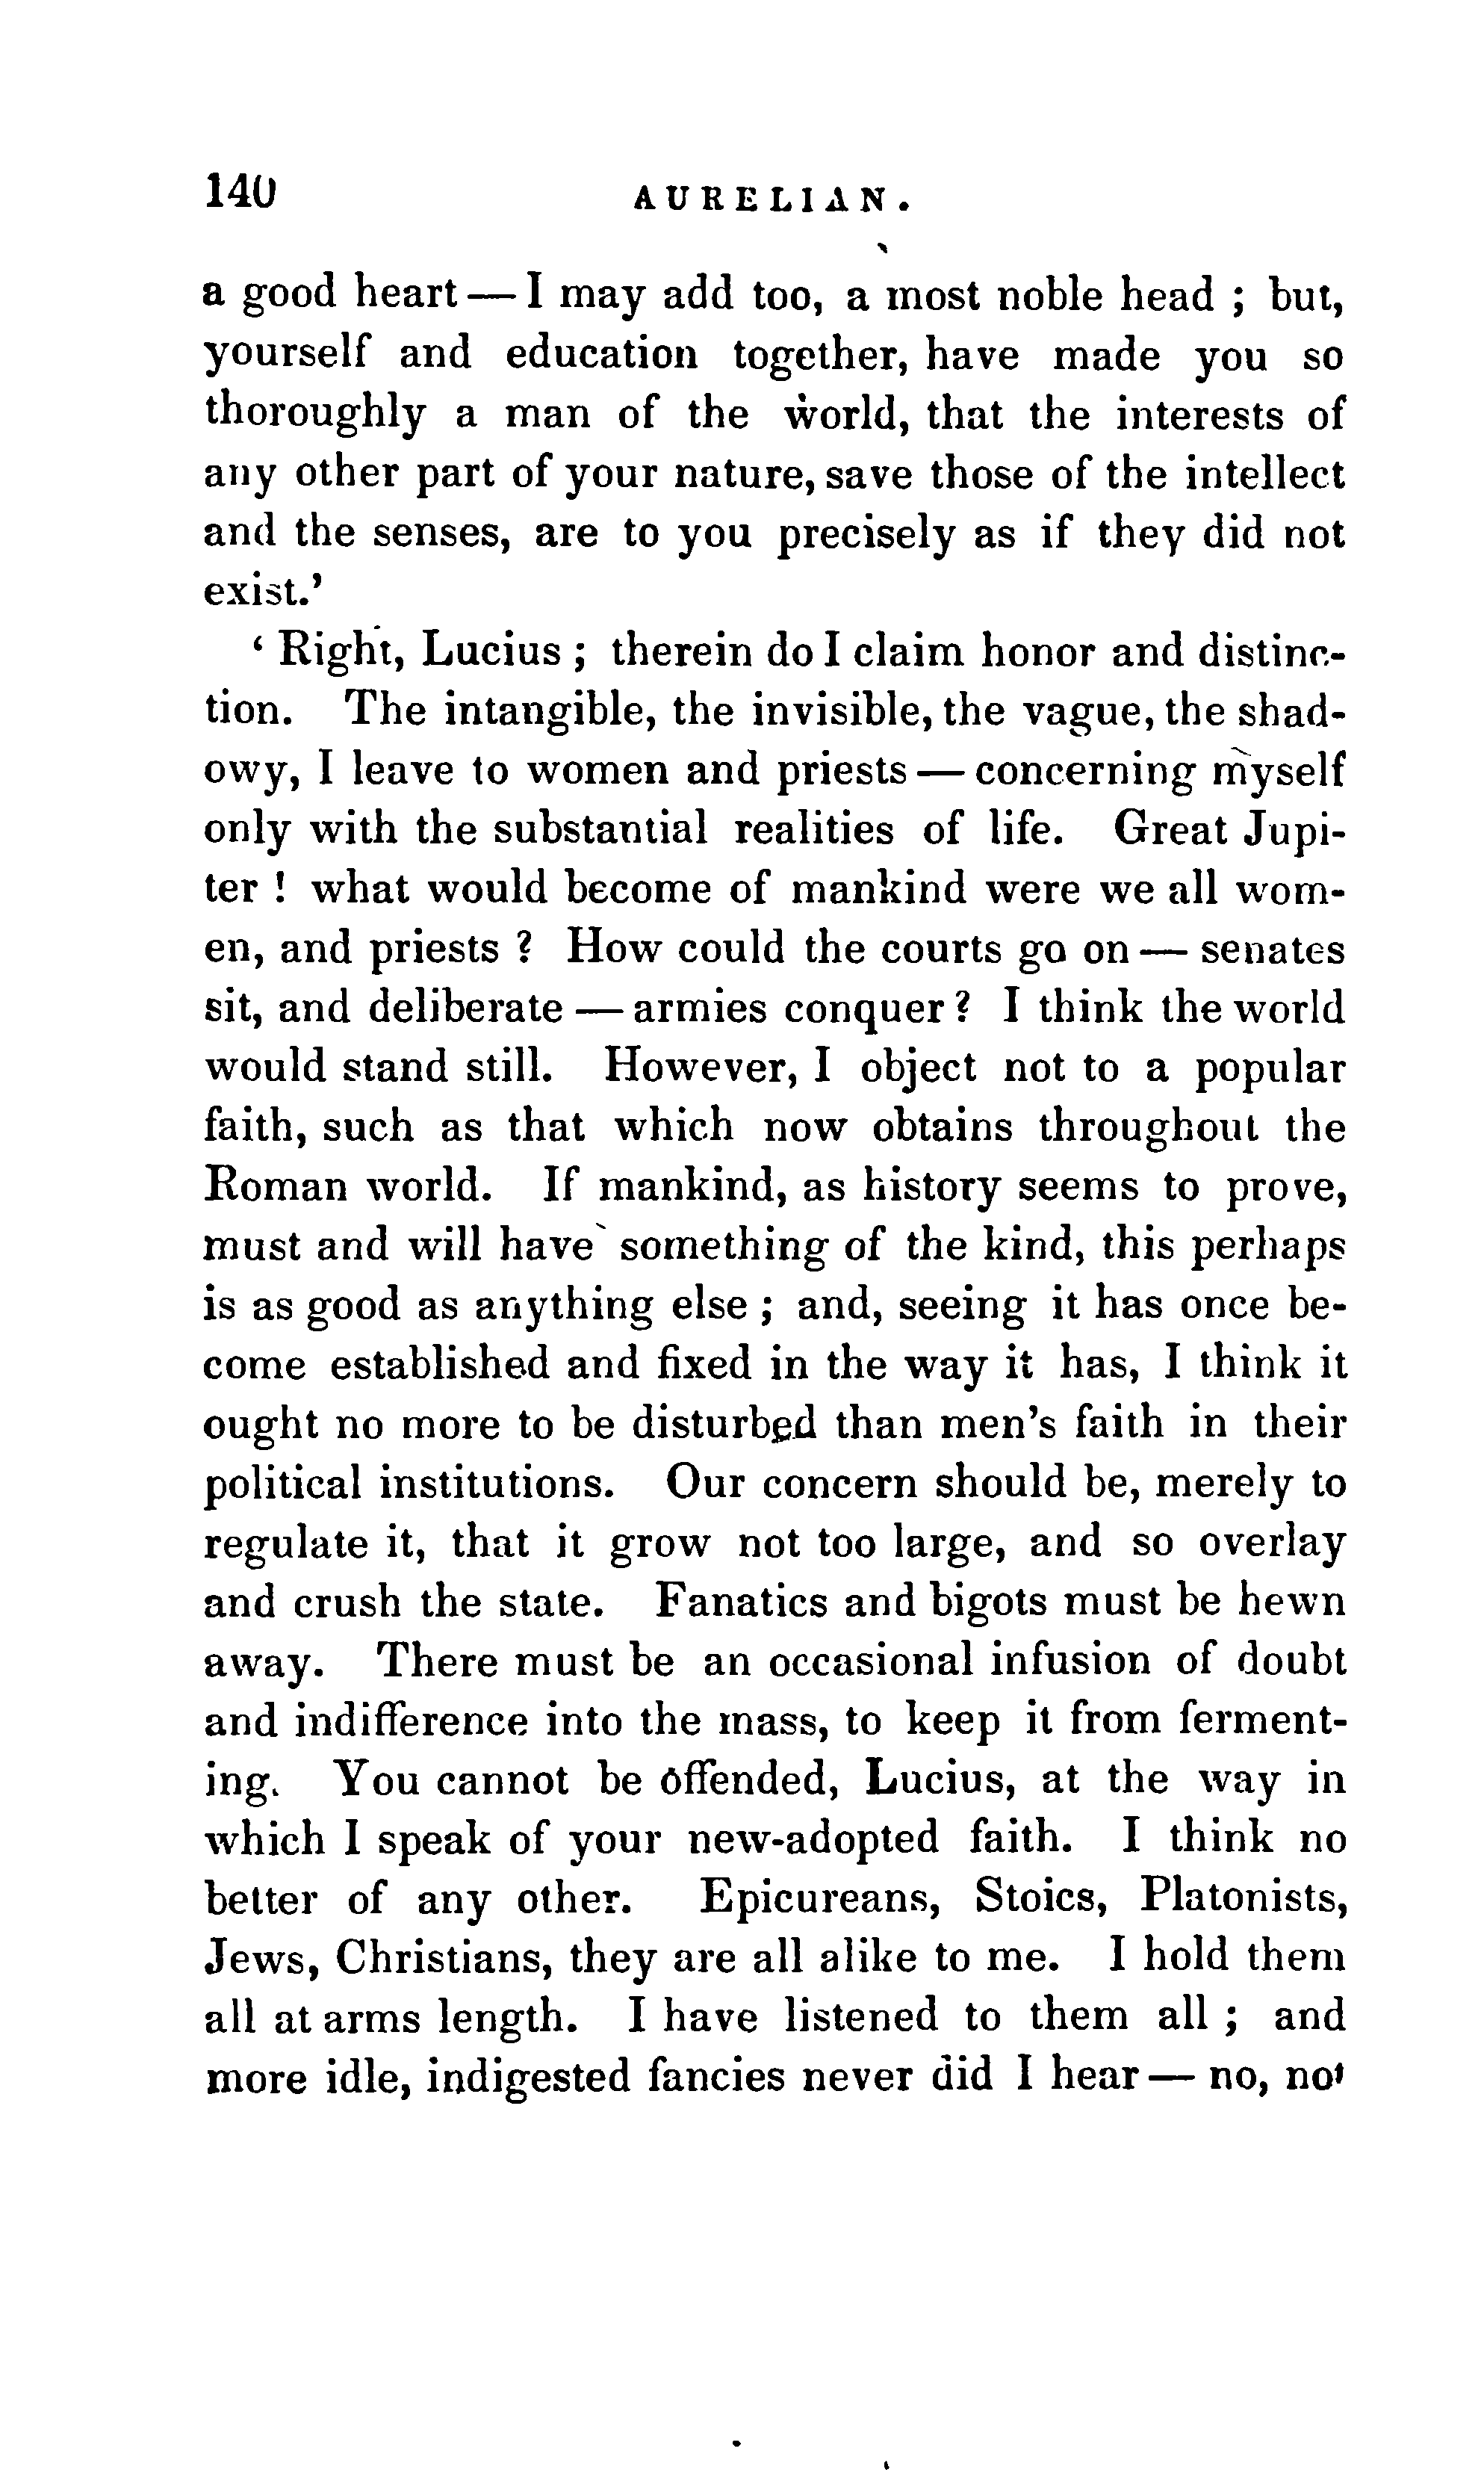 140 AURELIAN.
a good heart — I may add too, a most noble head ; but,
yourself and education together, have made you so
thoroughly a man of the world, that the interests of
any other part of your nature, save those of the intellect
and the senses, are to you precisely as if they did not
exist.’
‘ Right, Lucius ; therein do I claim honor and distinc-
tion. The intangible, the invisible, the vague, the shad-
owy, I leave to women and priests — concerning myself
only with the substantial realities of life. Great Jupi-
ter ! what would become of mankind were we all wom-
en, and priests ? How could the courts go on — senates
sit, and deliberate — armies conquer ? I think the world
would stand still. However, I object not to a popular
faith, such as that which now obtains throughout the
Roman world. If mankind, as history seems to prove,
must and will have something of the kind, this perhaps
is as good as anything else ; and, seeing it has once be-
come established and fixed in the way it has, I think it
ought no more to be disturbed than men’s faith in their
political institutions. Our concern should be, merely to
regulate it, that it grow not too large, and so overlay
and crush the state. Fanatics and bigots must be hewn
away. There must be an occasional infusion of doubt
and indifference into the mass, to keep it from ferment-
ing. You cannot be offended, Lucius, at the way in
which I speak of your new-adopted faith. I think no
better of any other. Epicureans, Stoics, Platonists,
Jews, Christians, they are all alike to me. I hold them
all at arms length. I have listened to them all ; and
more idle, indigested fancies never did I hear — no, not